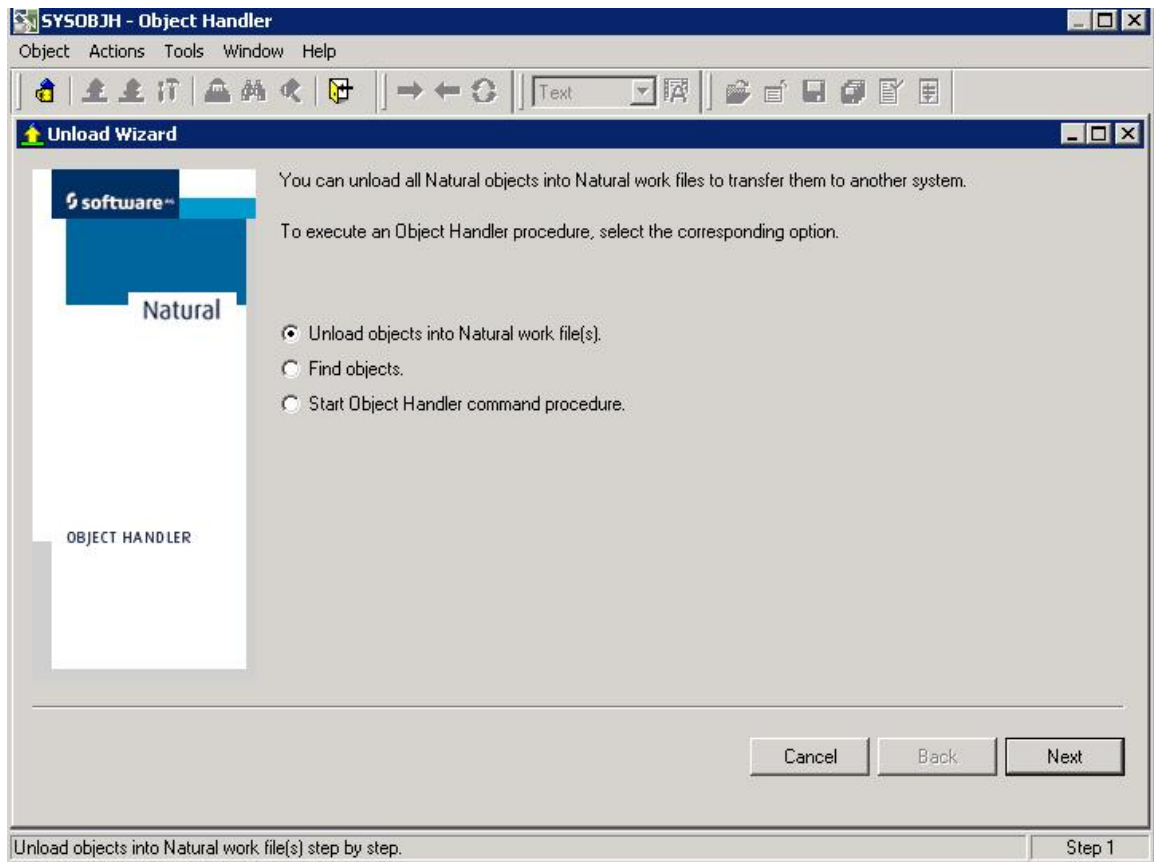 SYSOBJH - Object Handler
Object Actions Tools Window Help
Text
Unload Wizard
software AG
Natural
OBJECT HANDLER
You can unload all Natural objects into Natural work files to transfer them to another system.
To execute an Object Handler procedure, select the corresponding option.
Unload objects into Natural work file(s).
Find objects.
Start Object Handler command procedure.
Cancel Back Next
Unload objects into Natural work file(s) step by step. Step 1